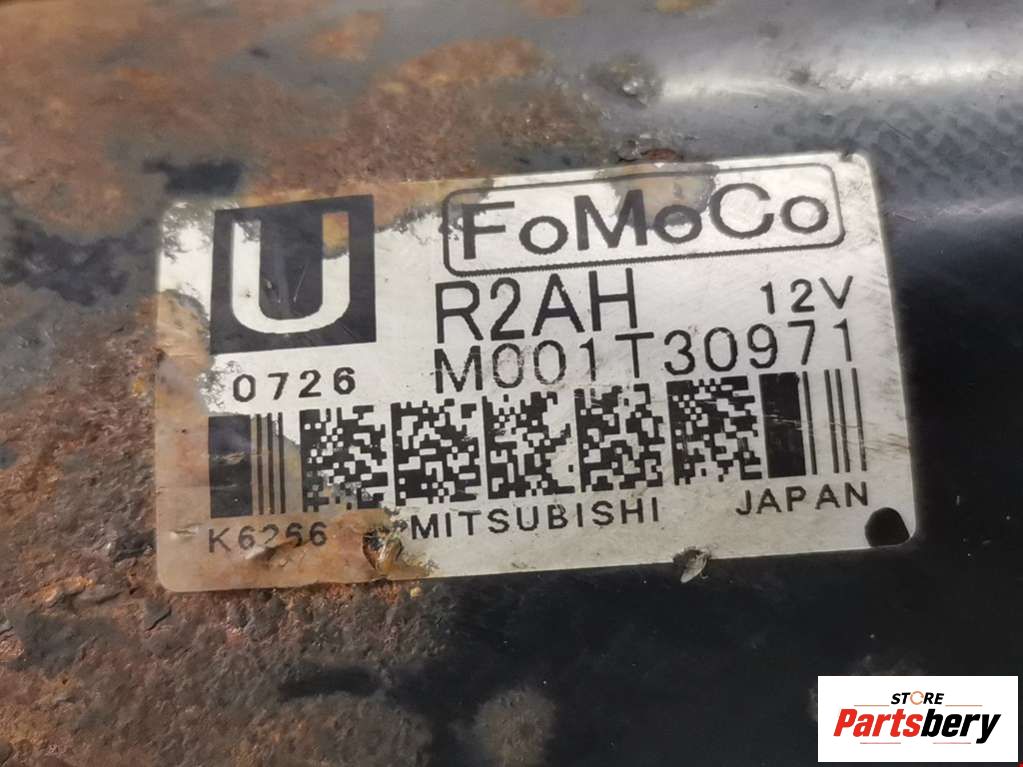 U
FoMoCo
R2AH 12V
M001T30971
0726
K6266 MITSUBISHI JAPAN
STORE
Partsbery